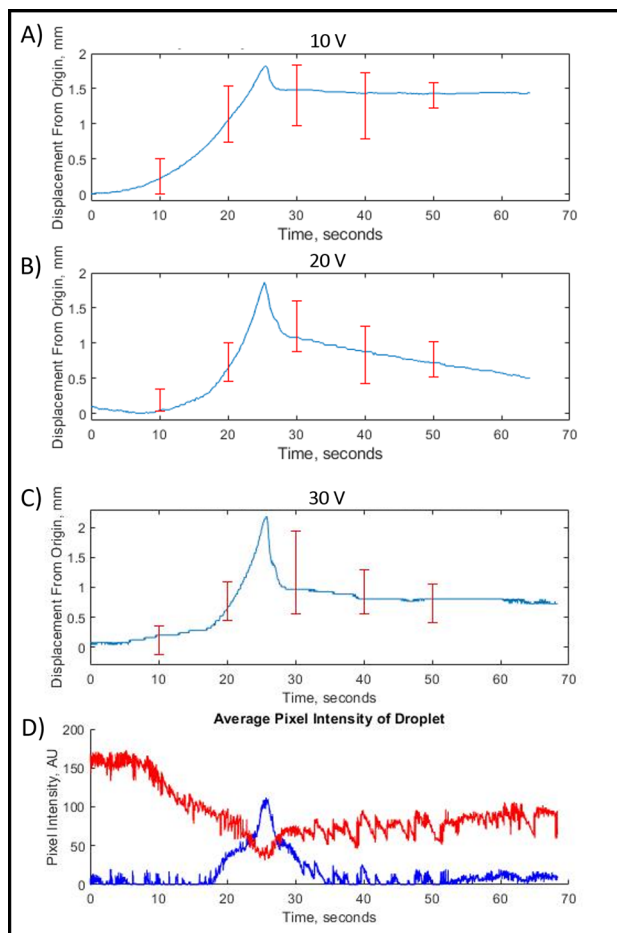 A)
10 V
Displacement From Origin, mm
2
1.5
1
0.5
0
0 10 20 30 40 50 60 70
Time, seconds
B)
20 V
Displacement From Origin, mm
2
1.5
1
0.5
0
0 10 20 30 40 50 60 70
Time, seconds
C)
30 V
Displacement From Origin, mm
2
1.5
1
0.5
0
0 10 20 30 40 50 60 70
Time, seconds
D)
Average Pixel Intensity of Droplet
Pixel Intensity, AU
200
150
100
50
0
0 10 20 30 40 50 60 70
Time, seconds